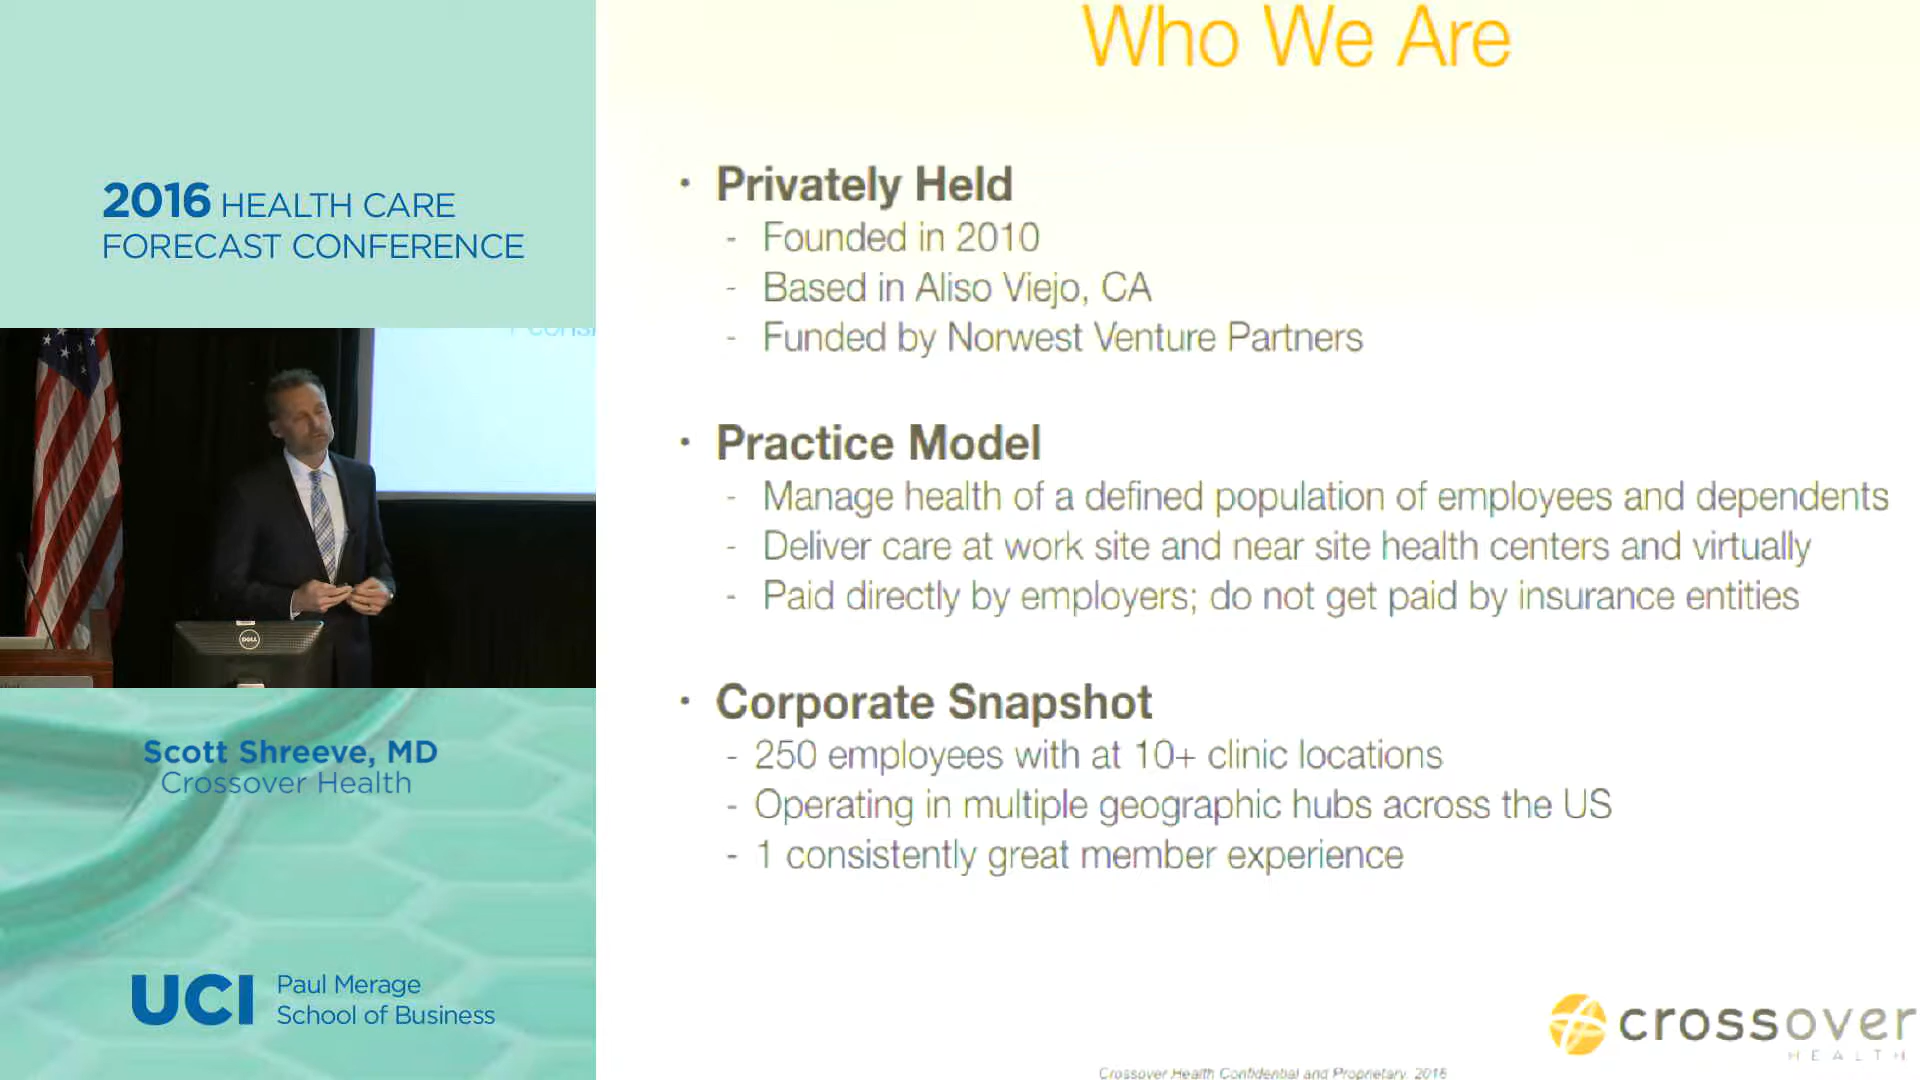 2016 HEALTH CARE
FORECAST CONFERENCE
DELL
Scott Shreeve, MD
Crossover Health
UCI Paul Merage
School of Business
Who We Are
• Privately Held
- Founded in 2010
- Based in Aliso Viejo, CA
- Funded by Norwest Venture Partners
• Practice Model
- Manage health of a defined population of employees and dependents
- Deliver care at work site and near site health centers and virtually
- Paid directly by employers; do not get paid by insurance entities
• Corporate Snapshot
- 250 employees with at 10+ clinic locations
- Operating in multiple geographic hubs across the US
- 1 consistently great member experience
crossover
HEALTH
Crossover Health Confidential and Proprietary, 2016